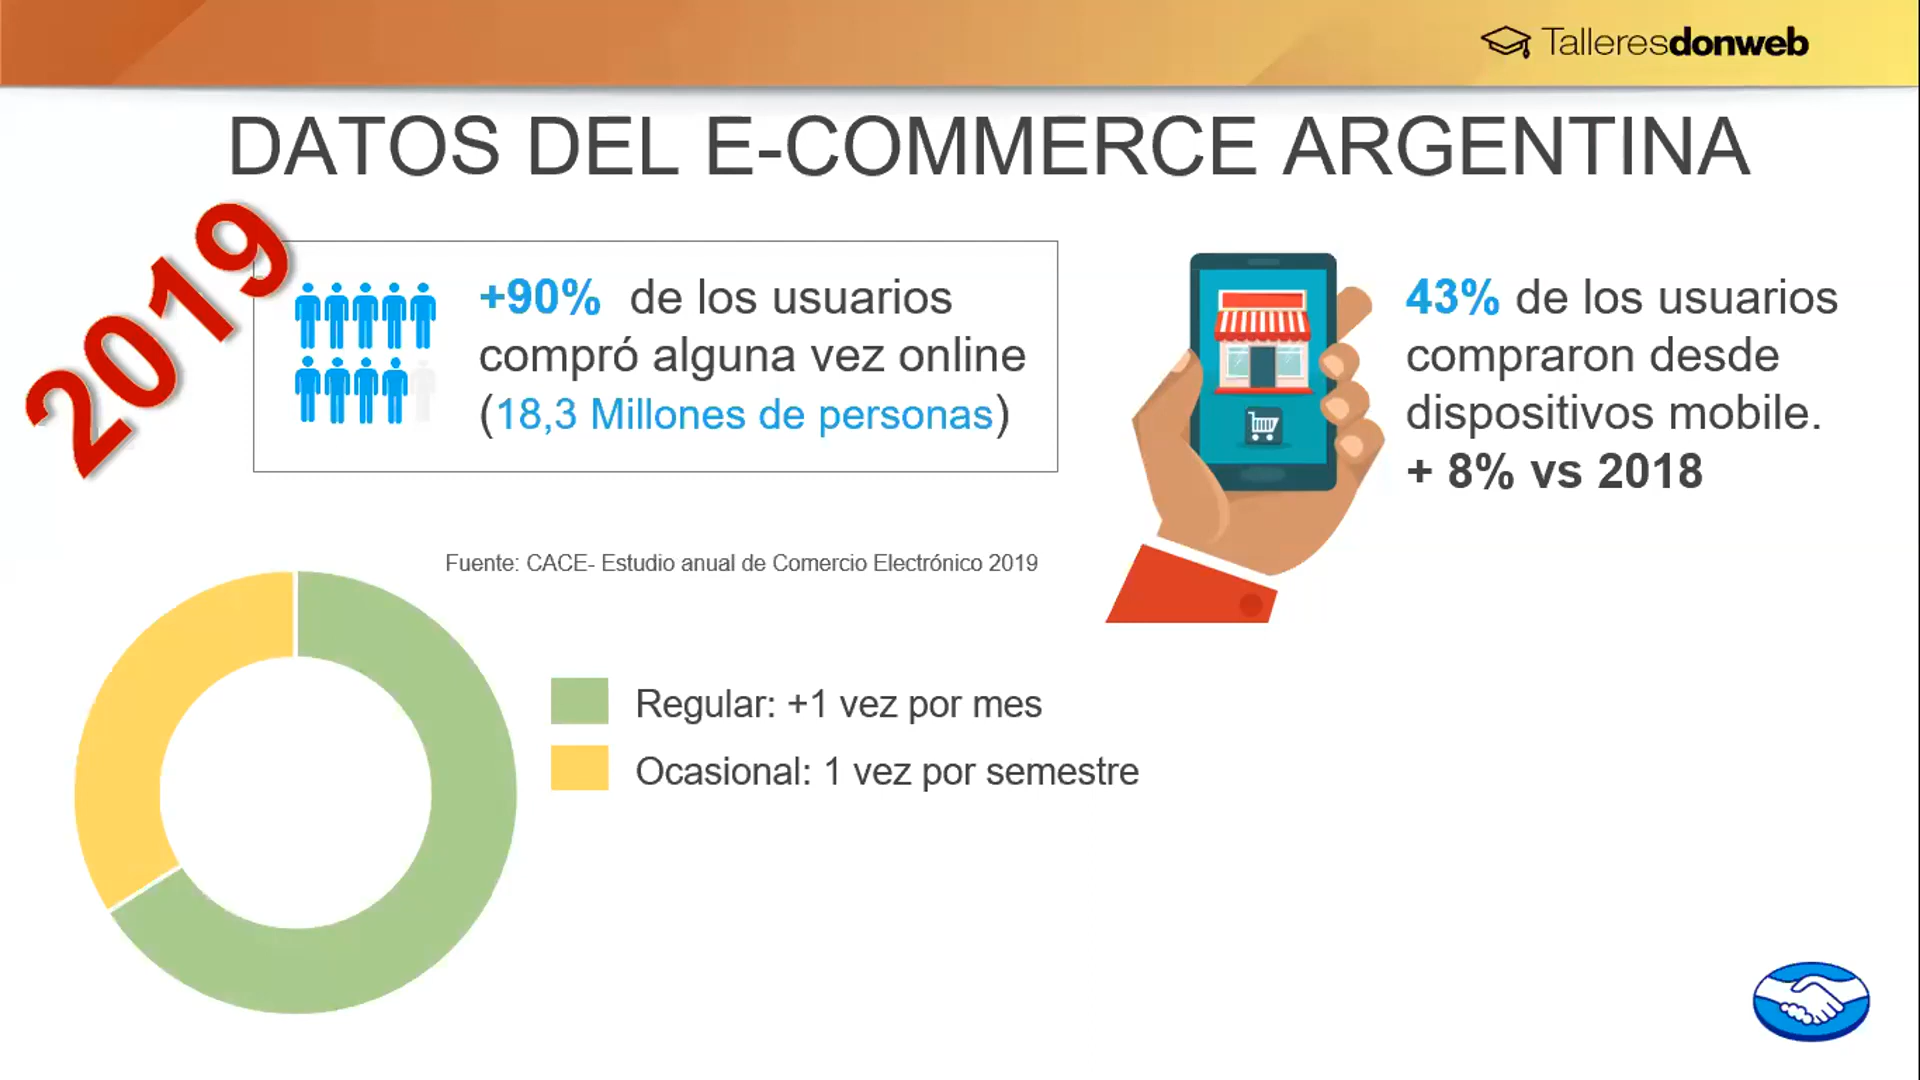 Talleresdonweb
DATOS DEL E-COMMERCE ARGENTINA
2019
+90% de los usuarios
compró alguna vez online
(18,3 Millones de personas)
43% de los usuarios
compraron desde
dispositivos mobile.
+ 8% vs 2018
Fuente: CACE- Estudio anual de Comercio Electrónico 2019
Regular: +1 vez por mes
Ocasional: 1 vez por semestre